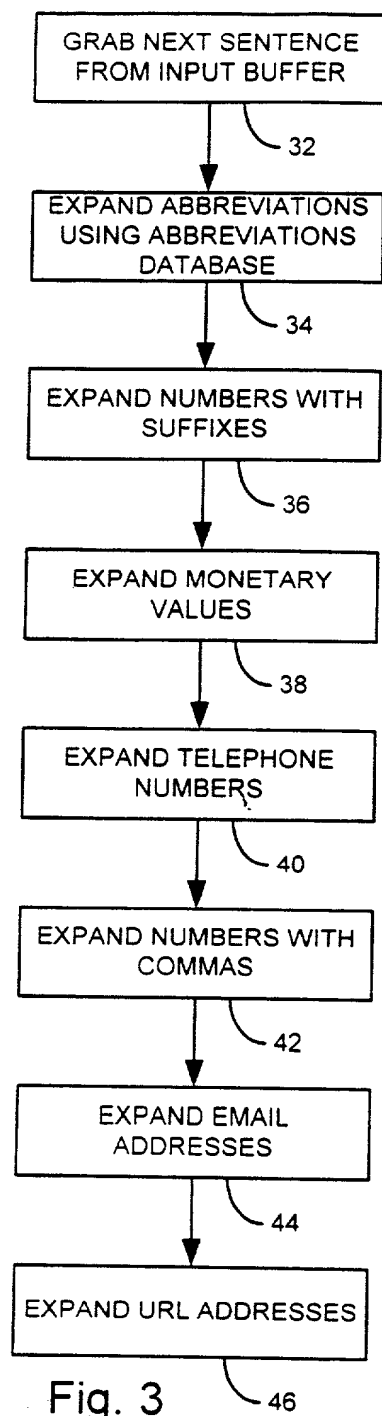 GRAB NEXT SENTENCE
FROM INPUT BUFFER
32
EXPAND ABBREVIATIONS
USING ABBREVIATIONS
DATABASE
34
EXPAND NUMBERS WITH
SUFFIXES
36
EXPAND MONETARY
VALUES
38
EXPAND TELEPHONE
NUMBERS
40
EXPAND NUMBERS WITH
COMMAS
42
EXPAND EMAIL
ADDRESSES
44
EXPAND URL ADDRESSES
46
Fig. 3